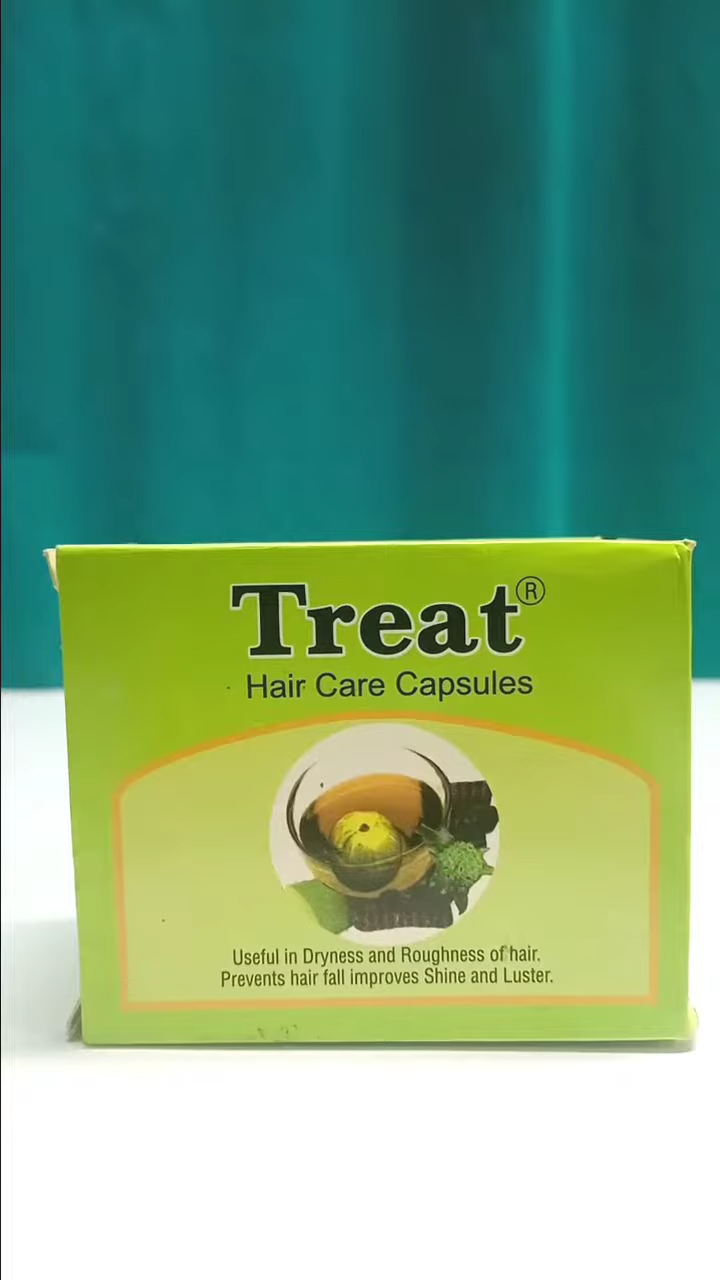 Treat®
Hair Care Capsules
Useful in Dryness and Roughness of hair.
Prevents hair fall improves Shine and Luster.